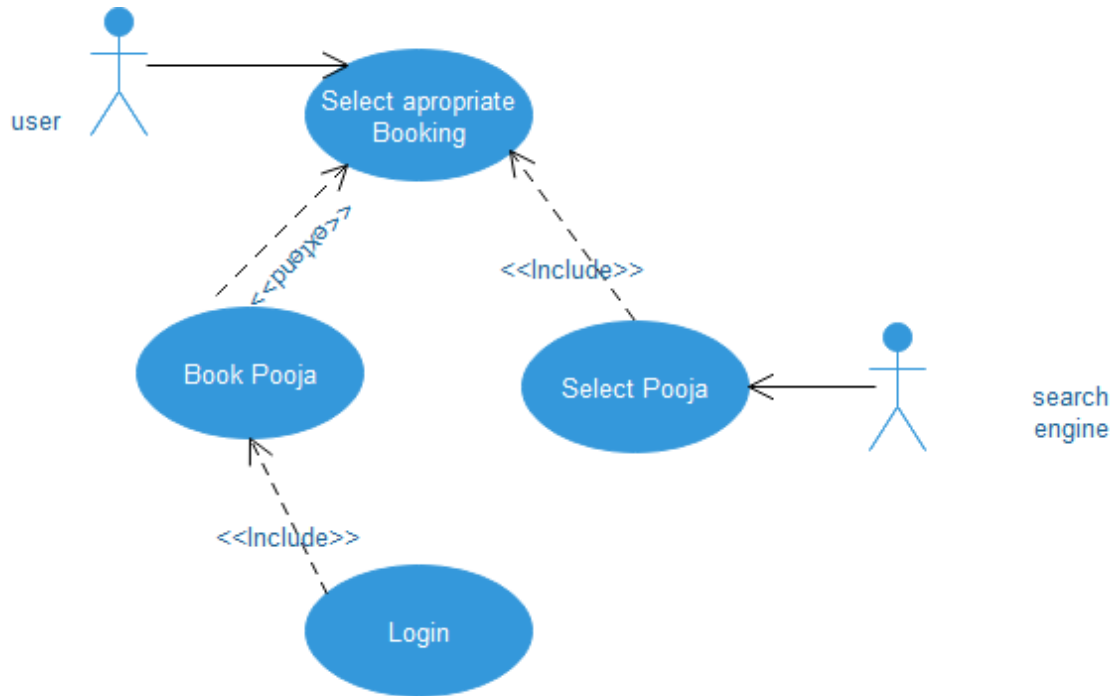 user
Select apropriate
Booking
<<extend>>
<<Include>>
Book Pooja
Select Pooja
search
engine
<<Include>>
Login